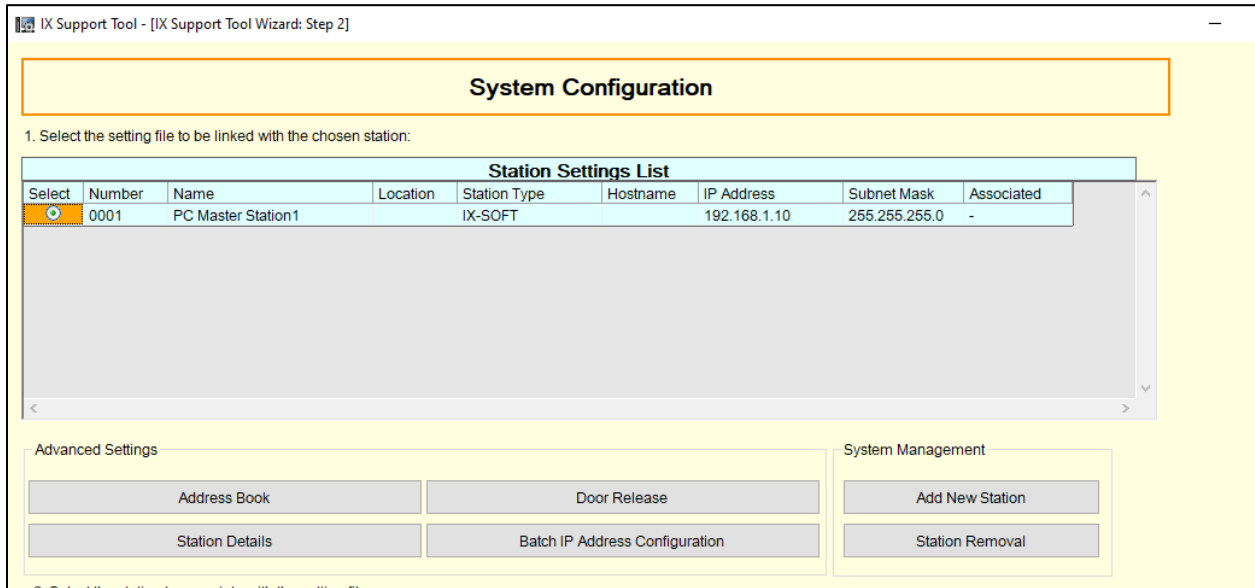 IX Support Tool - [IX Support Tool Wizard: Step 2]
System Configuration
1. Select the setting file to be linked with the chosen station:
Station Settings List
Select Number Name Location Station Type Hostname IP Address Subnet Mask Associated
0001 PC Master Station1 IX-SOFT 192.168.1.10 255.255.255.0 -
Advanced Settings
System Management
Address Book Door Release Add New Station
Station Details Batch IP Address Configuration Station Removal